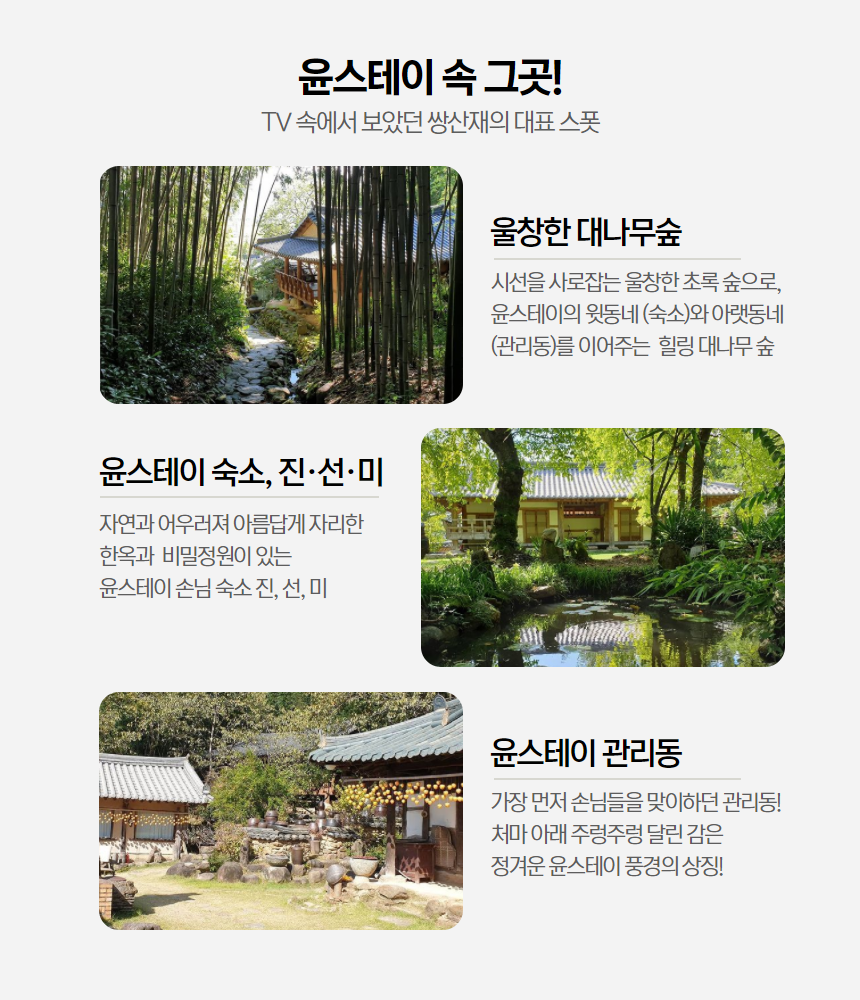 윤스테이 속 그곳!
TV 속에서 보았던 쌍산재의 대표 스폿
울창한 대나무숲
시선을 사로잡는 울창한 초록 숲으로,
윤스테이의 윗동네 (숙소)와 아랫동네
(관리동)를 이어주는 힐링 대나무 숲
윤스테이 숙소, 진·선·미
자연과 어우러져 아름답게 자리한
한옥과 비밀정원이 있는
윤스테이 손님 숙소 진, 선, 미
윤스테이 관리동
가장 먼저 손님들을 맞이하던 관리동!
처마 아래 주렁주렁 달린 감은
정겨운 윤스테이 풍경의 상징!